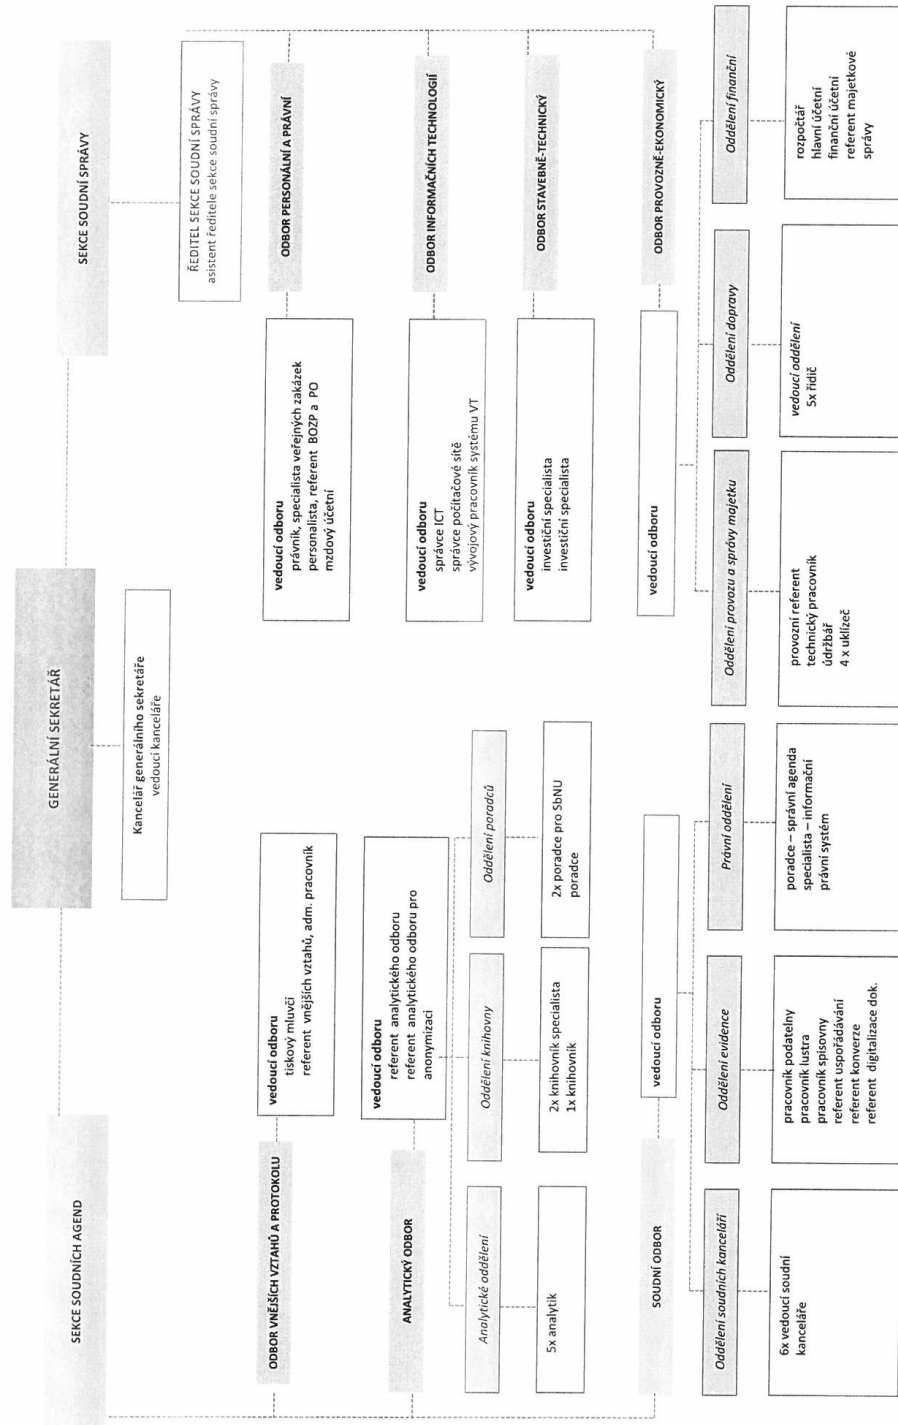 GENERÁLNÍ SEKRETÁŘ
Kancelář generálního sekretáře
vedoucí kanceláře
SEKCE SOUDNÍCH AGEND
ODBOR VNĚJŠÍCH VZTAHŮ A PROTOKOLU
vedoucí odboru
tiskový mluvčí
referent vnějších vztahů, adm. pracovník
ANALYTICKÝ ODBOR
vedoucí odboru
referent analytického odboru
referent analytického odboru pro
anonymizaci
Analytické oddělení
5x analytik
Oddělení knihovny
2x knihovník specialista
1x knihovník
Oddělení poradců
2x poradce pro SbNU
poradce
SOUDNÍ ODBOR
vedoucí odboru
Oddělení soudních kanceláří
6x vedoucí soudní
kanceláře
Oddělení evidence
pracovník podatelny
pracovník lustra
pracovník spisovny
referent uspořádávání
referent konverze
referent digitalizace dok.
Právní oddělení
poradce – správní agenda
specialista – informační
právní systém
SEKCE SOUDNÍ SPRÁVY
ŘEDITEL SEKCE SOUDNÍ SPRÁVY
asistent ředitele sekce soudní správy
ODBOR PERSONÁLNÍ A PRÁVNÍ
vedoucí odboru
právník, specialista veřejných zakázek
personalista, referent BOZP a PO
mzdový účetní
ODBOR INFORMAČNÍCH TECHNOLOGIÍ
vedoucí odboru
správce ICT
správce počítačové sítě
vývojový pracovník systému VT
ODBOR STAVEBNĚ-TECHNICKÝ
vedoucí odboru
investiční specialista
investiční specialista
ODBOR PROVOZNĚ-EKONOMICKÝ
vedoucí odboru
Oddělení provozu a správy majetku
provozní referent
technický pracovník
údržbář
4 x uklízeč
Oddělení dopravy
vedoucí oddělení
5x řidič
Oddělení finanční
rozpočtář
hlavní účetní
finanční účetní
referent majetkové
správy